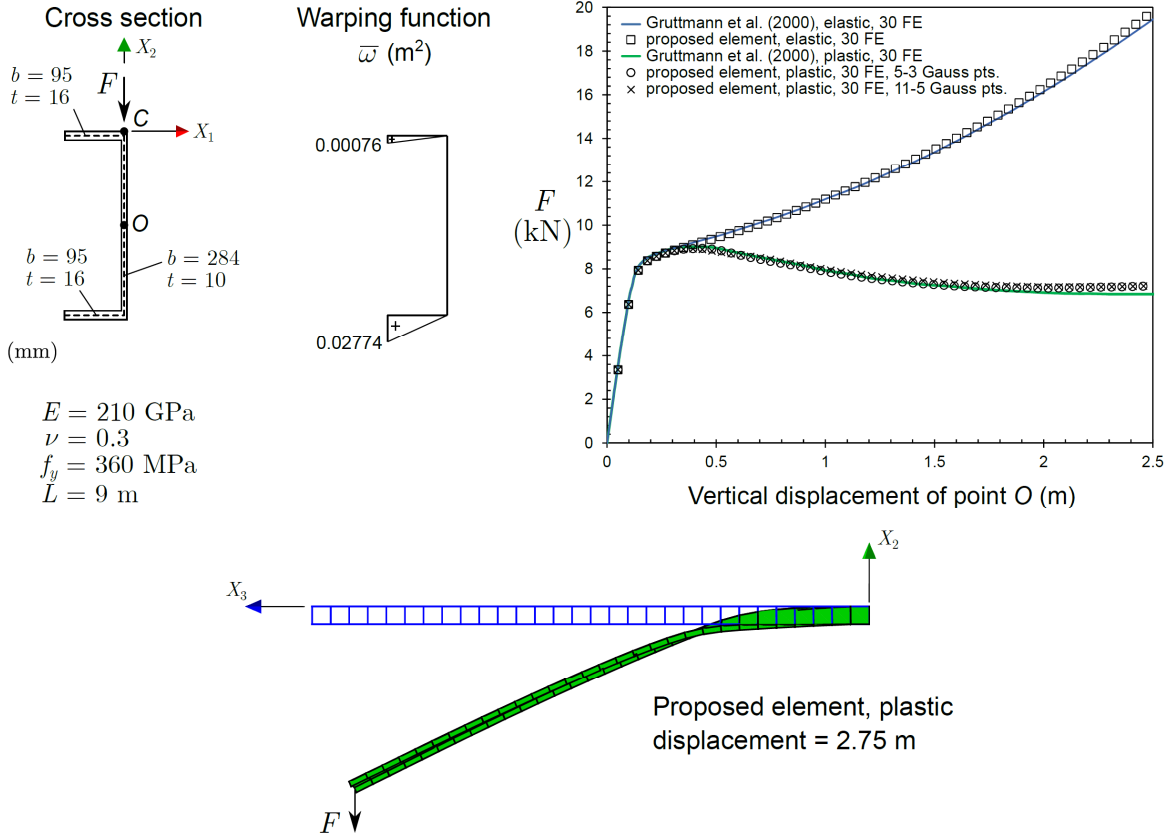 Cross section
X₂
b = 95
t = 16
F
C
X₁
O
b = 95
t = 16
b = 284
t = 10
(mm)
E = 210 GPa
ν = 0.3
f_y = 360 MPa
L = 9 m
Warping function
ω̅ (m²)
0.00076
+
+
0.02774
F
(kN)
20
18
16
14
12
10
8
6
4
2
0
Gruttmann et al. (2000), elastic, 30 FE
proposed element, elastic, 30 FE
Gruttmann et al. (2000), plastic, 30 FE
proposed element, plastic, 30 FE, 5-3 Gauss pts.
proposed element, plastic, 30 FE, 11-5 Gauss pts.
0 0.5 1 1.5 2 2.5
Vertical displacement of point O (m)
X₂
X₃
Proposed element, plastic
displacement = 2.75 m
F